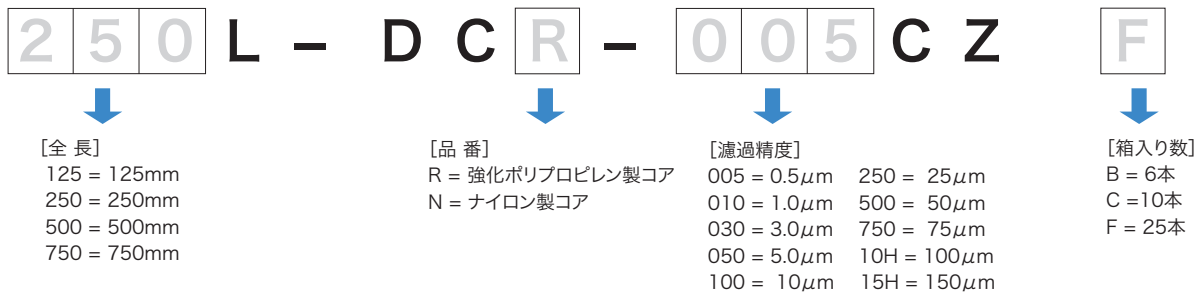 250L – DCR – 005CZ F
[全 長]
125 = 125mm
250 = 250mm
500 = 500mm
750 = 750mm
[品 番]
R = 強化ポリプロピレン製コア
N = ナイロン製コア
[濾過精度]
005 = 0.5μm 250 = 25μm
010 = 1.0μm 500 = 50μm
030 = 3.0μm 750 = 75μm
050 = 5.0μm 10H = 100μm
100 = 10μm 15H = 150μm
[箱入り数]
B = 6本
C =10本
F = 25本